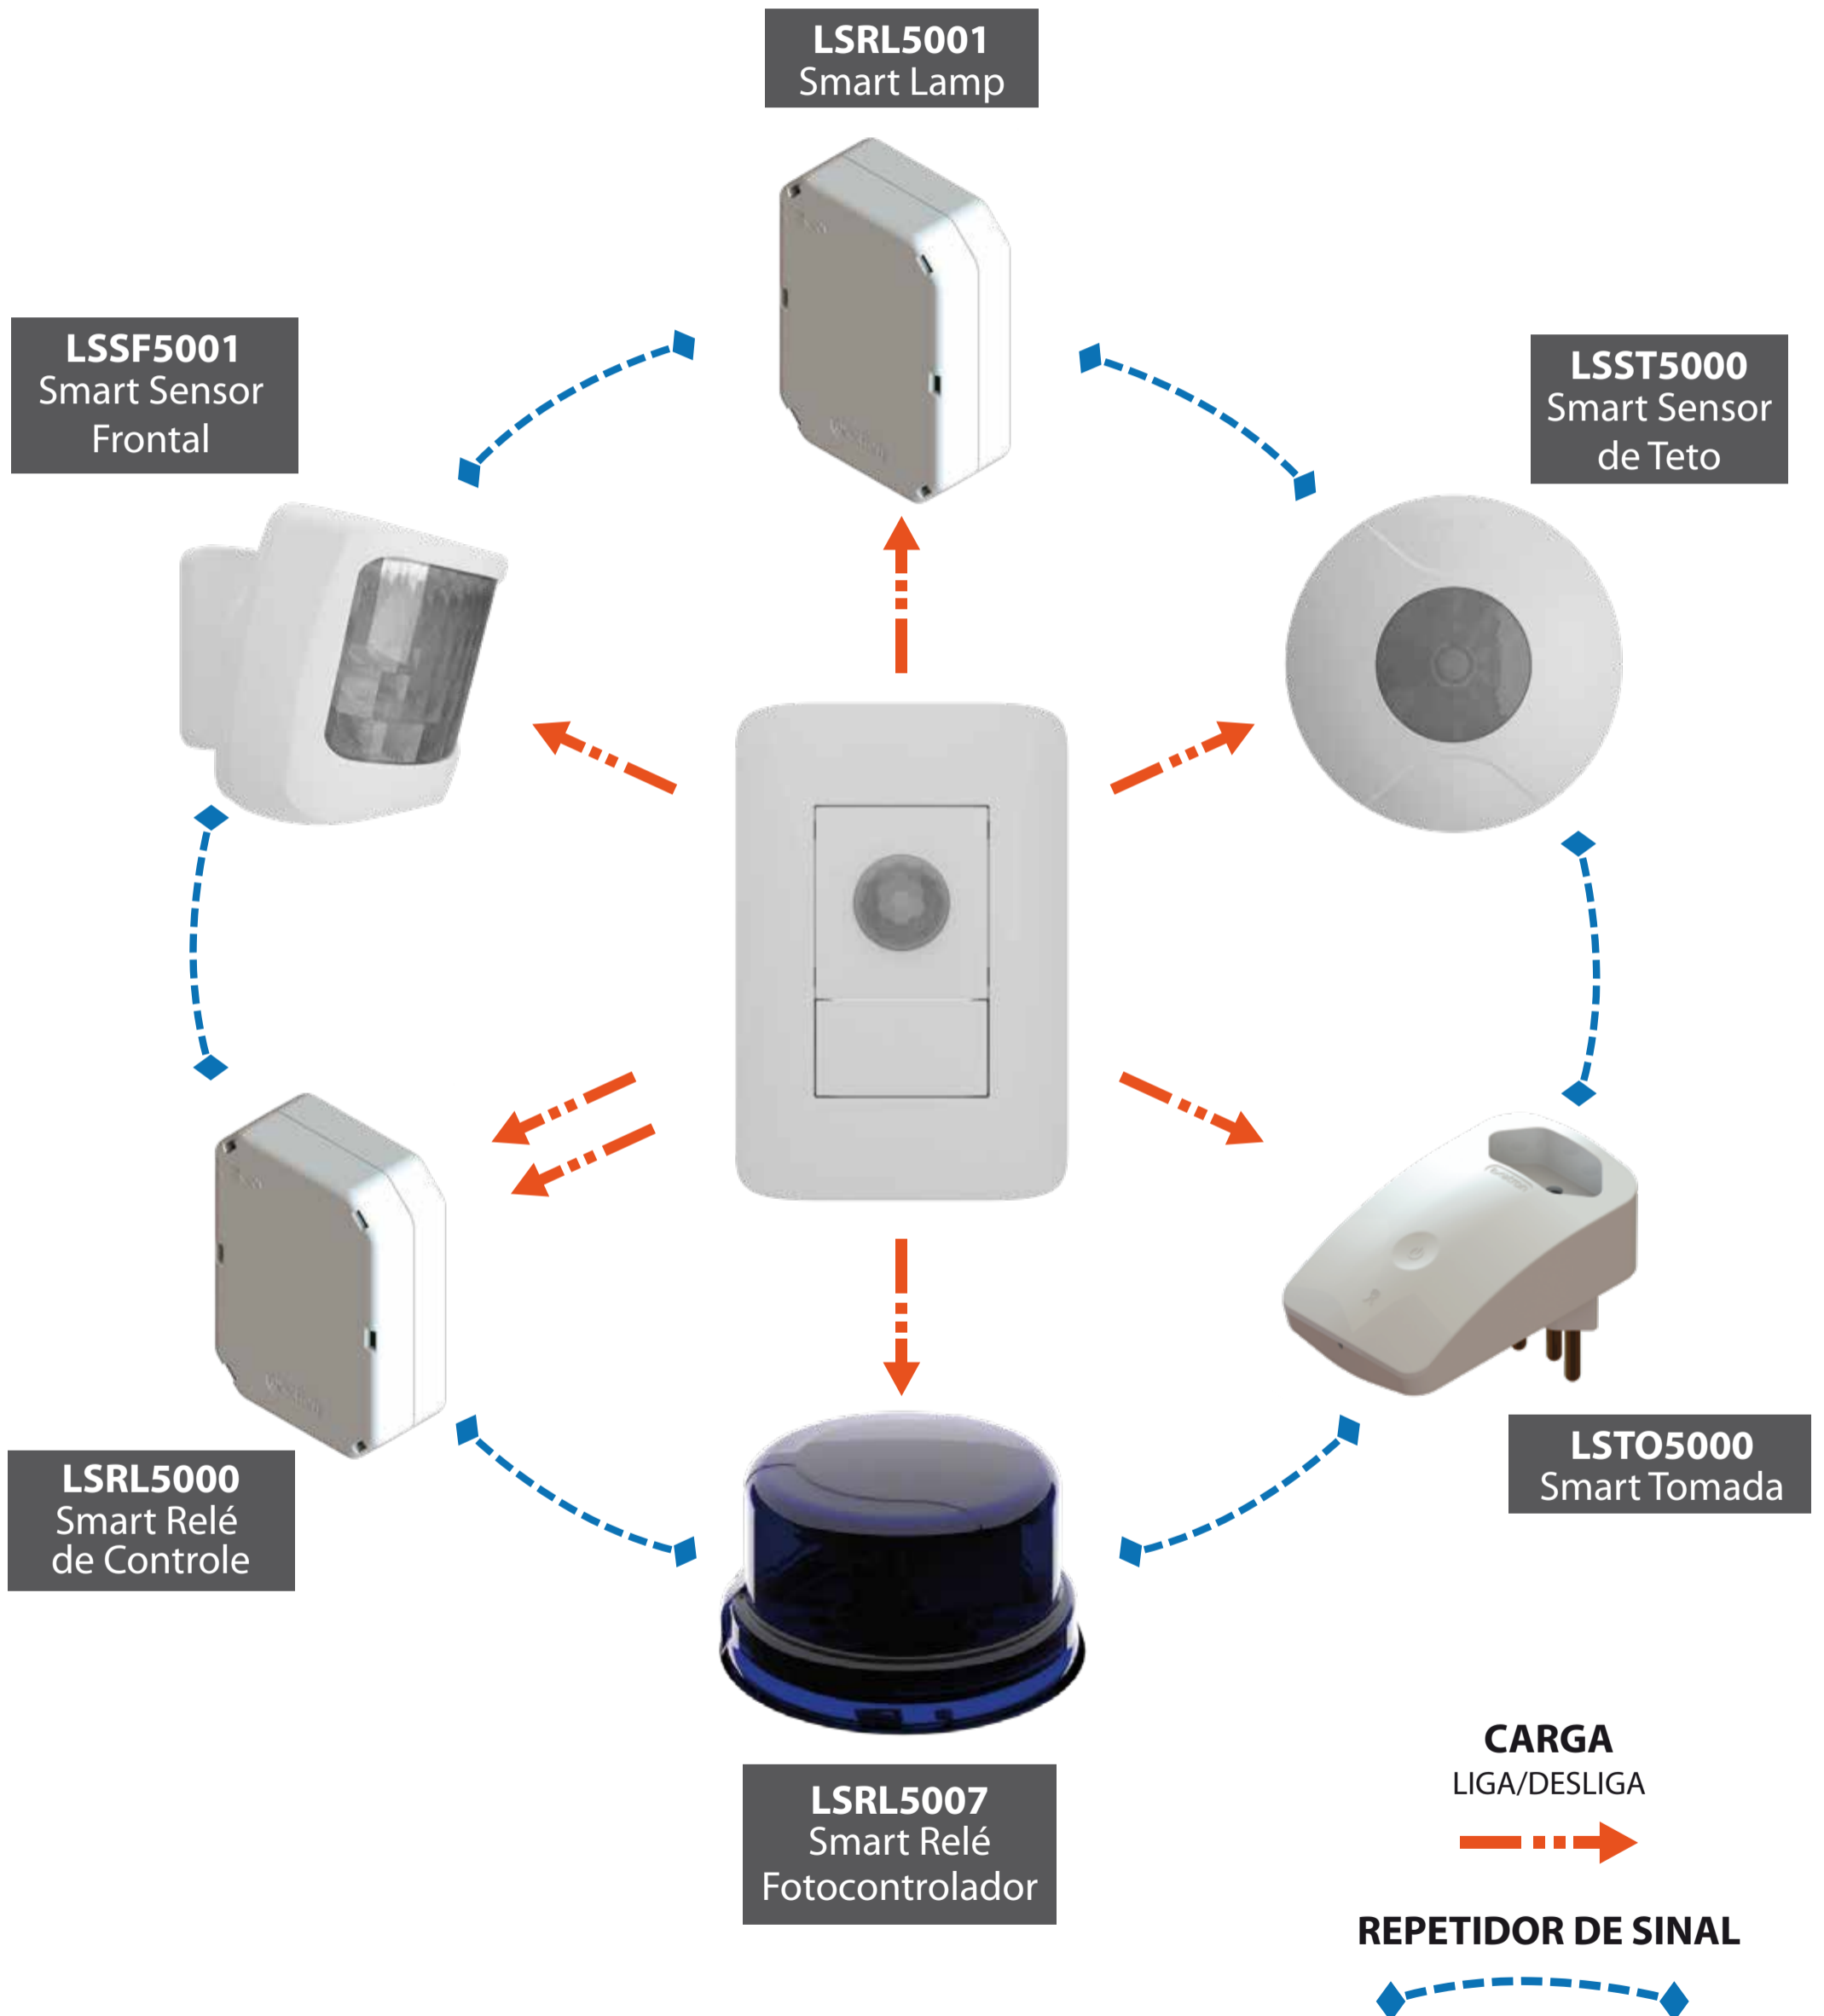 LSRL5001
Smart Lamp
LSSF5001
Smart Sensor
Frontal
LSST5000
Smart Sensor
de Teto
LSRL5000
Smart Relé
de Controle
LSTO5000
Smart Tomada
LSRL5007
Smart Relé
Fotocontrolador
CARGA
LIGA/DESLIGA
REPETIDOR DE SINAL